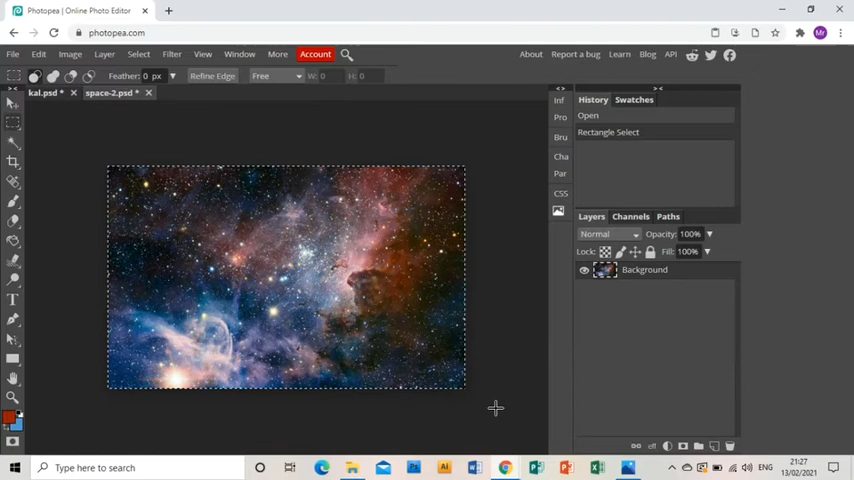 Photopea | Online Photo Editor
photopea.com
Mr
File Edit Image Layer Select Filter View Window More Account
About Report a bug Learn Blog API
Feather: 0 px Refine Edge Free W: 0 H: 0
kal.psd * space-2.psd *
Inf
Pro
Bru
Cha
Par
CSS
History Swatches
Open
Rectangle Select
Layers Channels Paths
Normal Opacity: 100%
Lock: Fill: 100%
Background
eff
Type here to search
ENG
21:27
13/02/2021